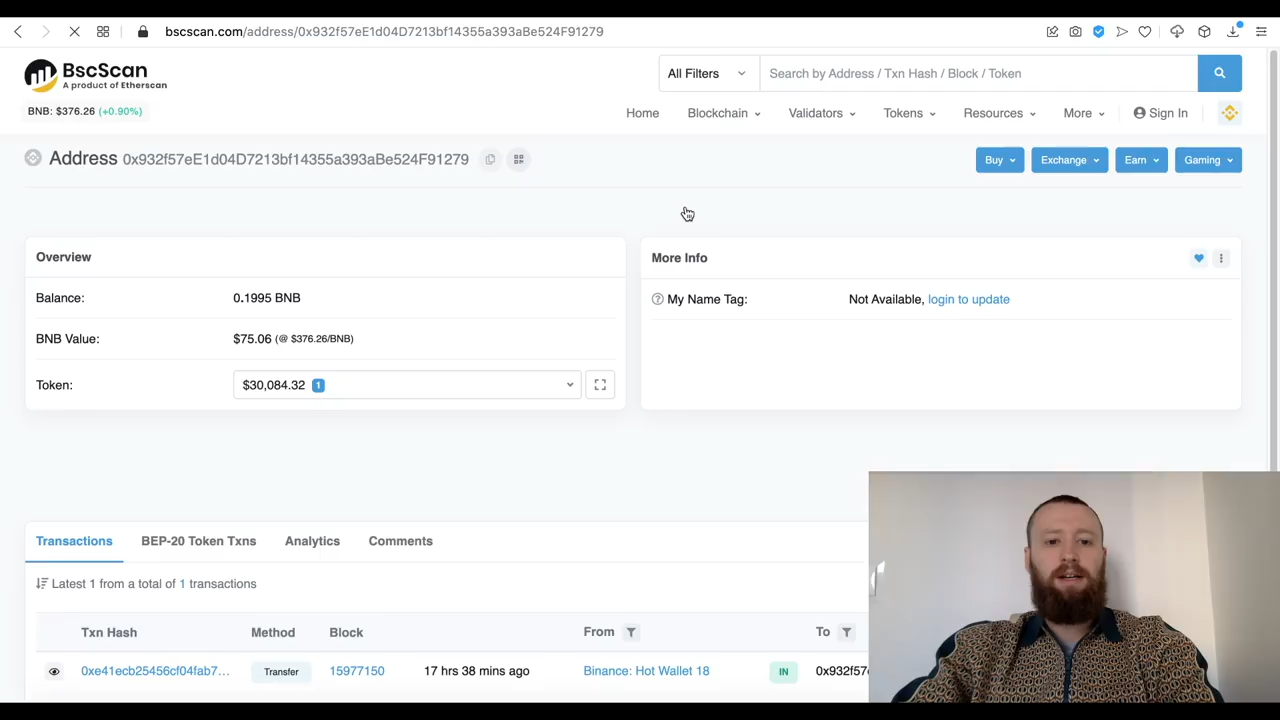 bscscan.com/address/0x932f57eE1d04D7213bf14355a393aBe524F91279
BscScan
A product of Etherscan
All Filters
Search by Address / Txn Hash / Block / Token
BNB: $376.26 (+0.90%)
Home Blockchain Validators Tokens Resources More Sign In
Address 0x932f57eE1d04D7213bf14355a393aBe524F91279
Buy Exchange Earn Gaming
Overview
Balance: 0.1995 BNB
BNB Value: $75.06 (@ $376.26/BNB)
Token: $30,084.32 1
More Info
My Name Tag: Not Available, login to update
Transactions BEP-20 Token Txns Analytics Comments
Latest 1 from a total of 1 transactions
Txn Hash Method Block From To
0xe41ecb25456cf04fab7... Transfer 15977150 17 hrs 38 mins ago Binance: Hot Wallet 18 IN 0x932f57